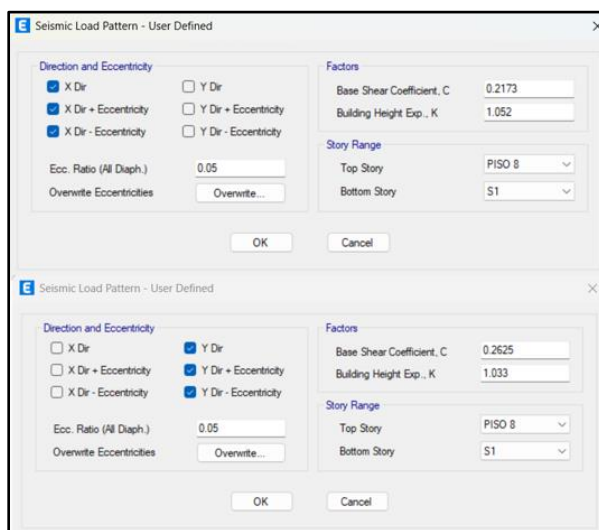 E Seismic Load Pattern - User Defined
Direction and Eccentricity
X Dir Y Dir
X Dir + Eccentricity Y Dir + Eccentricity
X Dir - Eccentricity Y Dir - Eccentricity
Ecc. Ratio (All Diaph.) 0.05
Overwrite Eccentricities Overwrite...
Factors
Base Shear Coefficient, C 0.2173
Building Height Exp., K 1.052
Story Range
Top Story PISO 8
Bottom Story S1
OK Cancel
E Seismic Load Pattern - User Defined
Direction and Eccentricity
X Dir Y Dir
X Dir + Eccentricity Y Dir + Eccentricity
X Dir - Eccentricity Y Dir - Eccentricity
Ecc. Ratio (All Diaph.) 0.05
Overwrite Eccentricities Overwrite...
Factors
Base Shear Coefficient, C 0.2625
Building Height Exp., K 1.033
Story Range
Top Story PISO 8
Bottom Story S1
OK Cancel